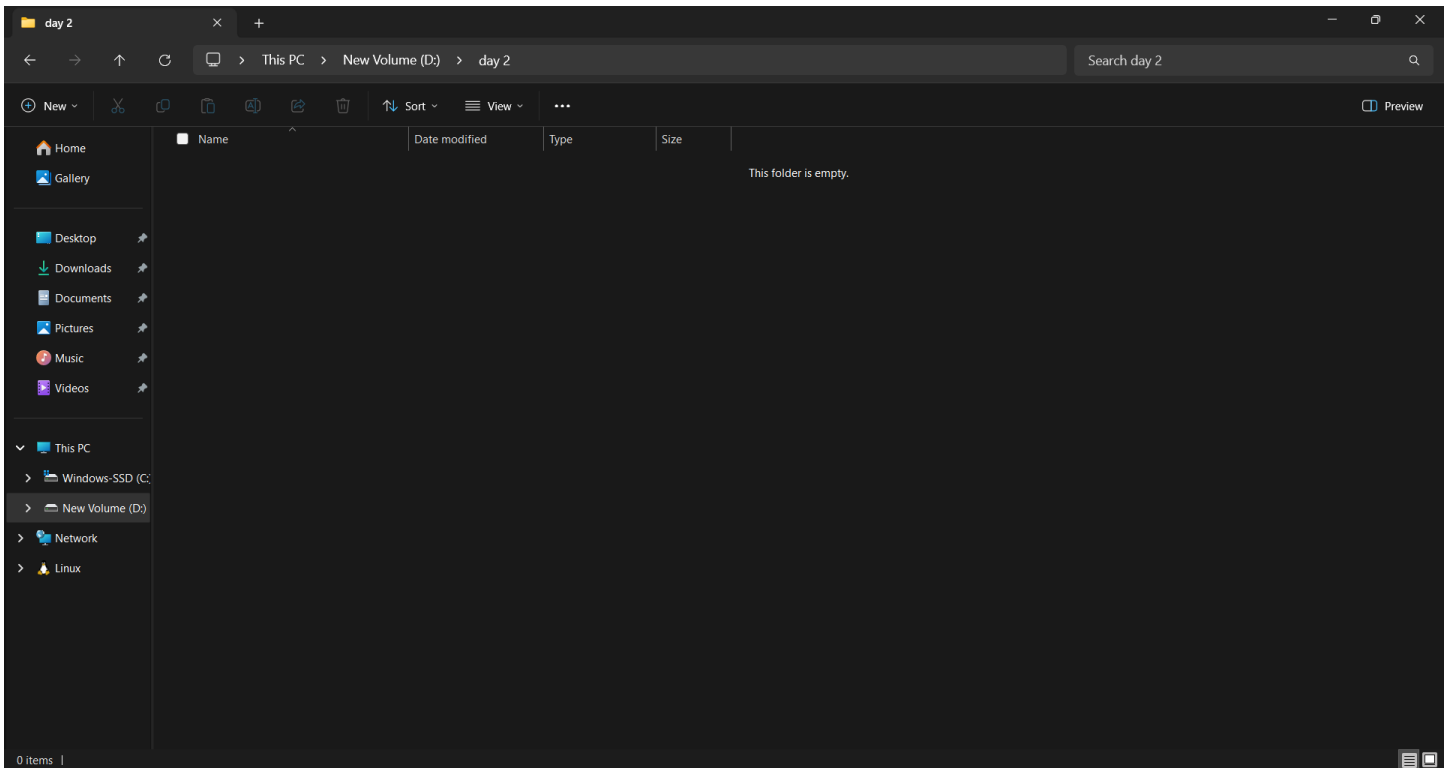 day 2
This PC > New Volume (D:) > day 2
Search day 2
New
Sort
View
Preview
Home
Gallery
Desktop
Downloads
Documents
Pictures
Music
Videos
This PC
Windows-SSD (C:
New Volume (D:)
Network
Linux
Name Date modified Type Size
This folder is empty.
0 items